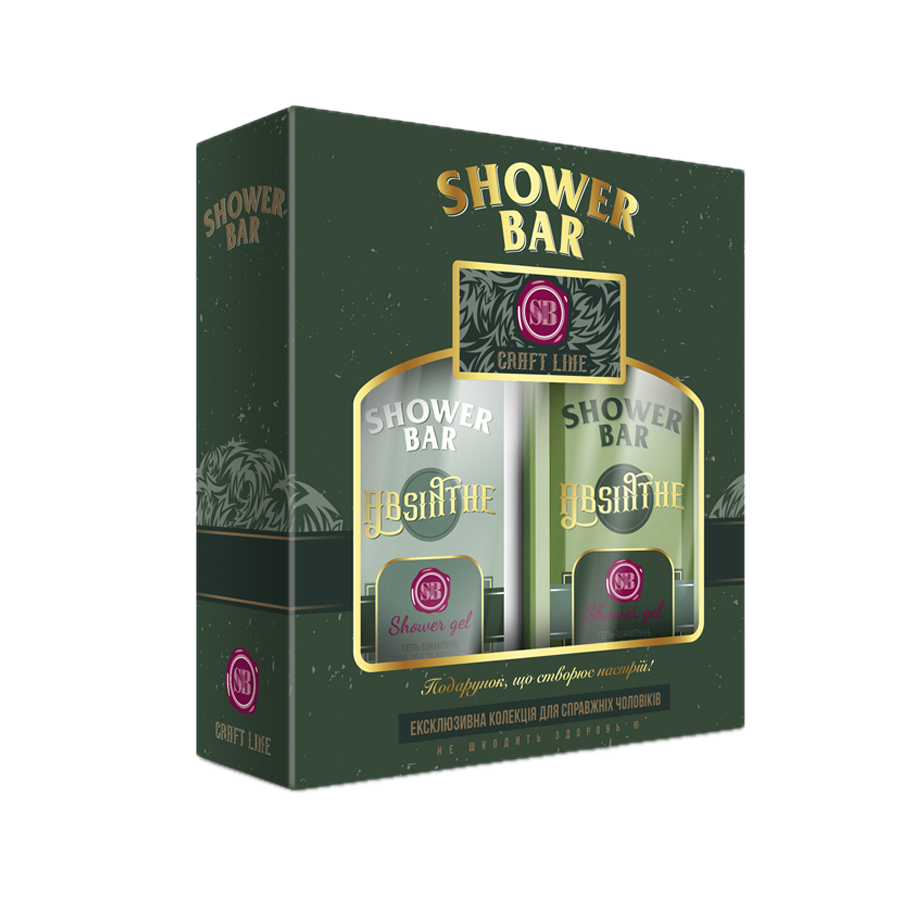 SHOWER
BAR
SB
CRAFT LINE
SHOWER
BAR
SB
CRAFT LINE
SHOWER
BAR
ABSINTHE
SB
Shower gel
ГЕЛЬ-ШАМПУНЬ
SHOWER
BAR
ABSINTHE
SB
Shower gel
ГЕЛЬ-ШАМПУНЬ
Подарунок, що створює настрій!
ЕКСКЛЮЗИВНА КОЛЕКЦІЯ ДЛЯ СПРАВЖНІХ ЧОЛОВІКІВ
НЕ ШКОДИТЬ ЗДОРОВ'Ю